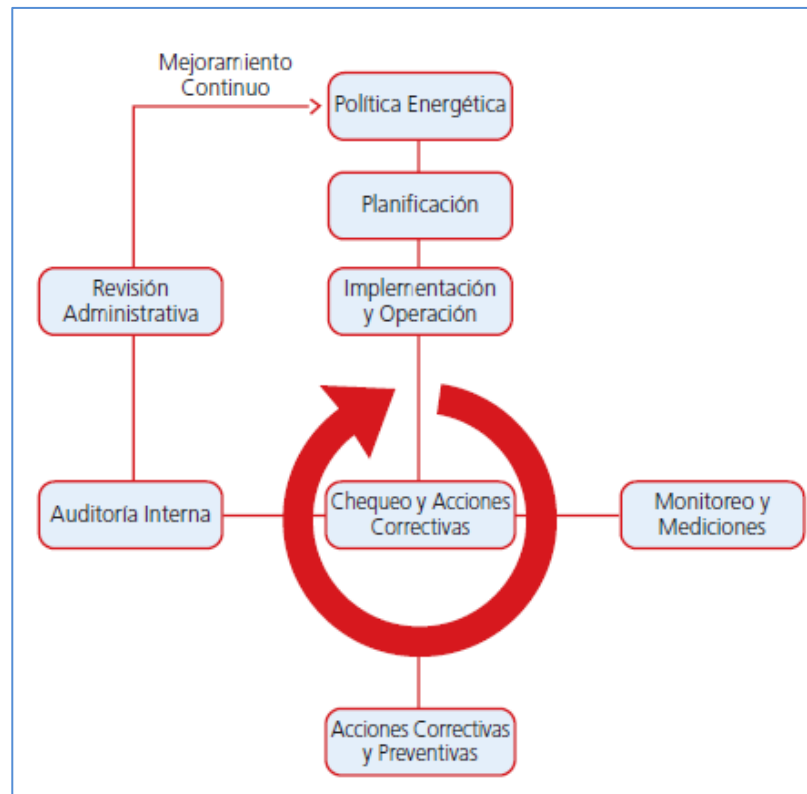 Mejoramiento
Continuo
Política Energética
Planificación
Revisión
Administrativa
Implementación
y Operación
Auditoría Interna
Chequeo y Acciones
Correctivas
Monitoreo y
Mediciones
Acciones Correctivas
y Preventivas